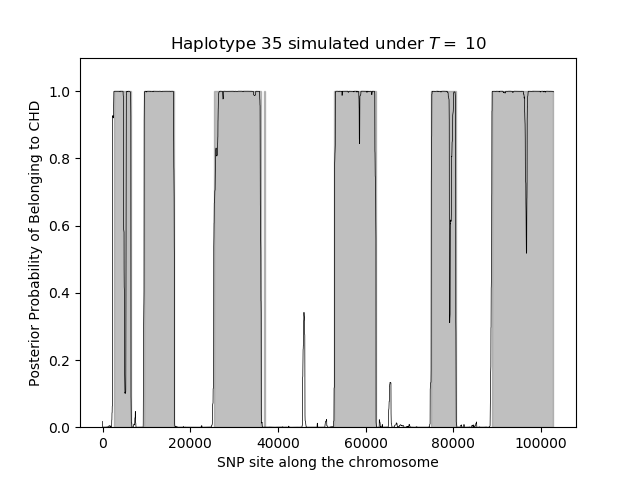 Haplotype 35 simulated under T = 10
Posterior Probability of Belonging to CHD
1.0
0.8
0.6
0.4
0.2
0.0
0 20000 40000 60000 80000 100000
SNP site along the chromosome